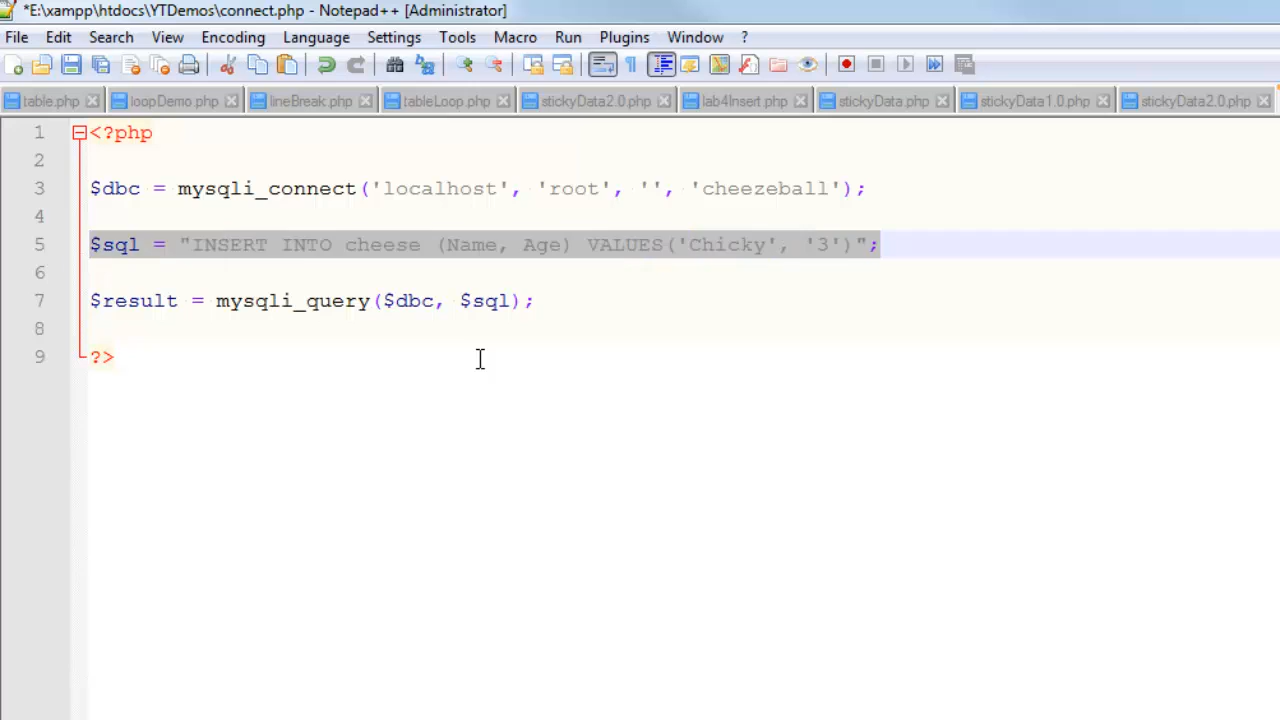 *E:\xampp\htdocs\YTDemos\connect.php - Notepad++ [Administrator]
File Edit Search View Encoding Language Settings Tools Macro Run Plugins Window ?
table.php loopDemo.php lineBreak.php tableLoop.php stickyData2.0.php lab4Insert.php stickyData.php stickyData1.0.php stickyData2.0.php
1 <?php
2
3 $dbc = mysqli_connect('localhost', 'root', '', 'cheezeball');
4
5 $sql = "INSERT INTO cheese (Name, Age) VALUES('Chicky', '3')";
6
7 $result = mysqli_query($dbc, $sql);
8
9 ?>